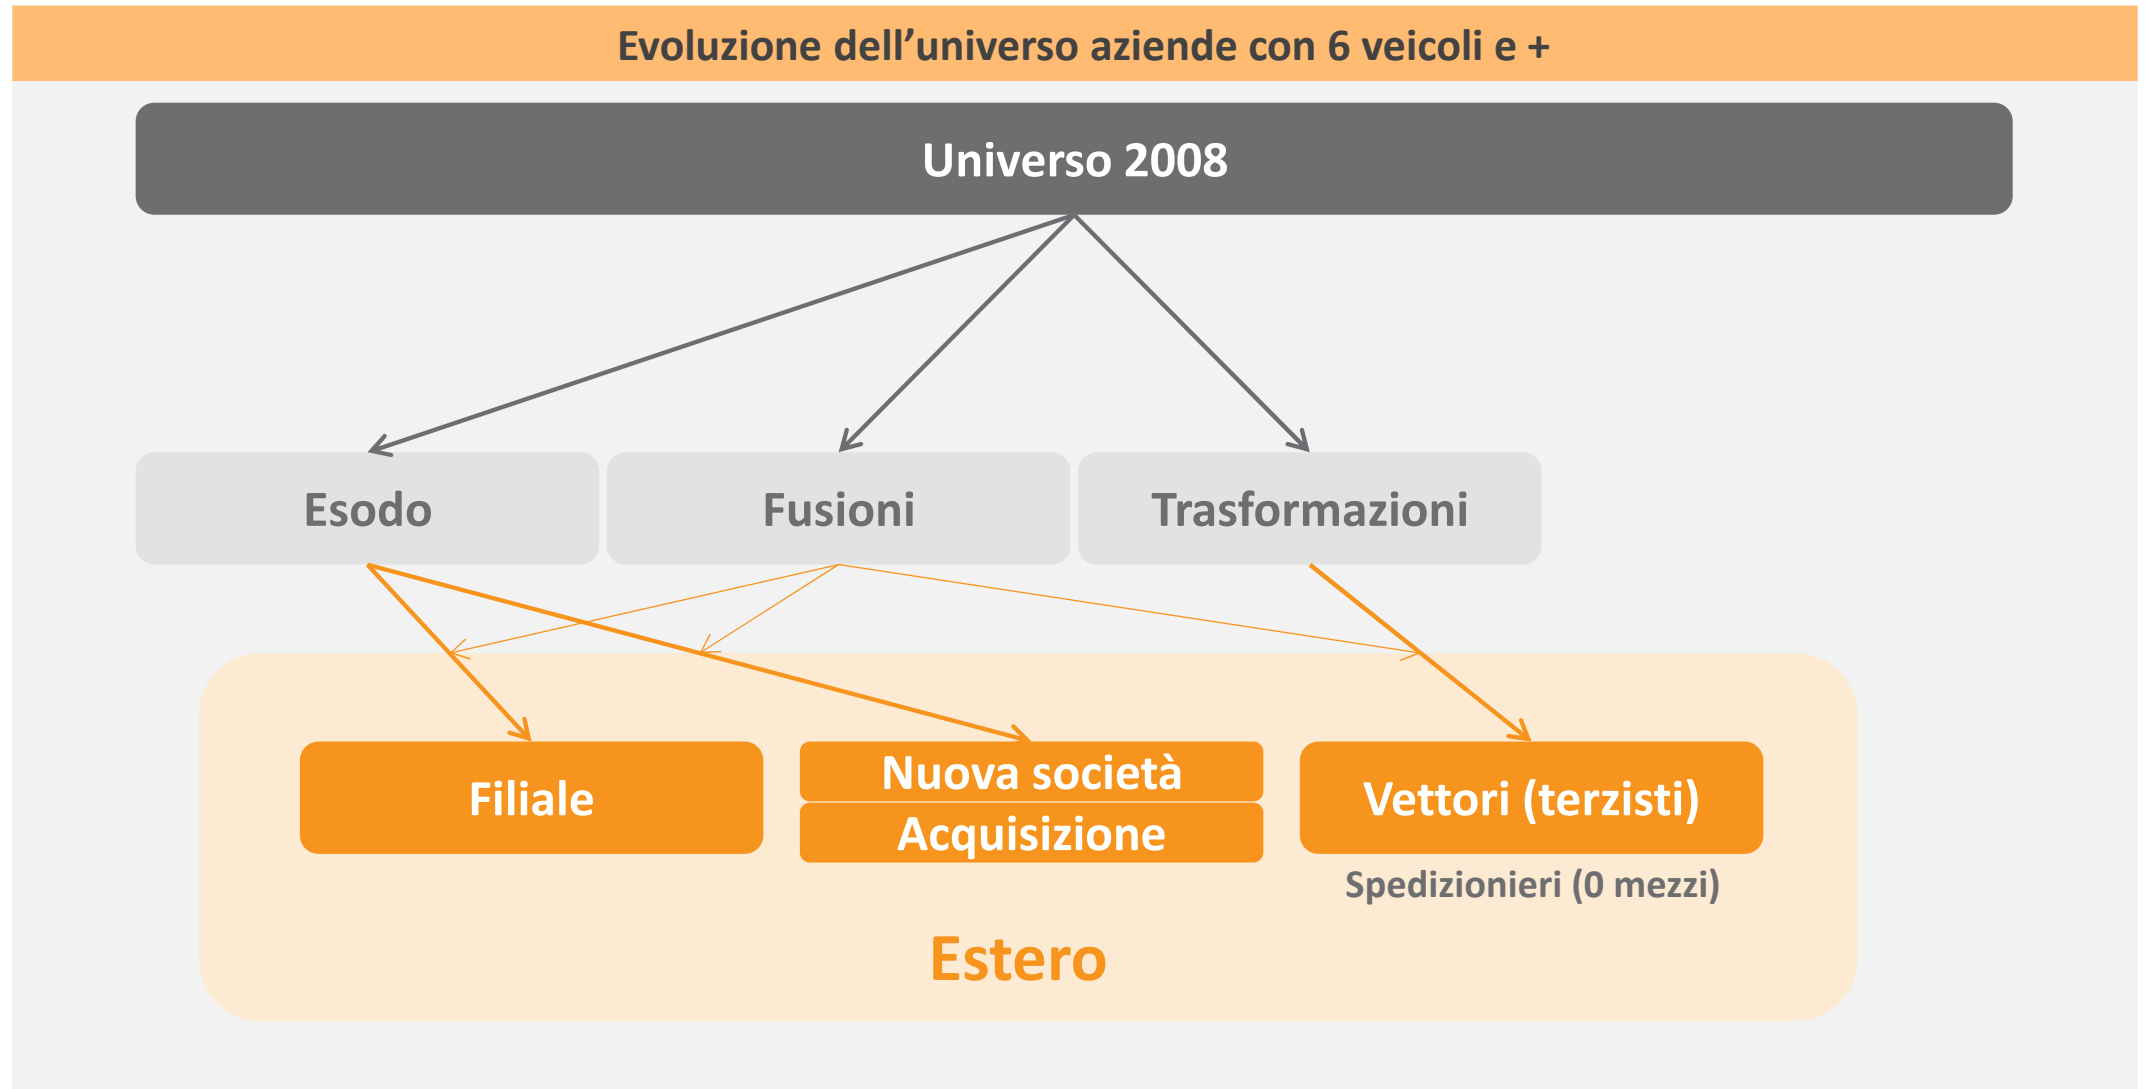 Evoluzione dell’universo aziende con 6 veicoli e +
Universo 2008
Esodo
Fusioni
Trasformazioni
Filiale
Nuova società
Acquisizione
Vettori (terzisti)
Spedizionieri (0 mezzi)
Estero